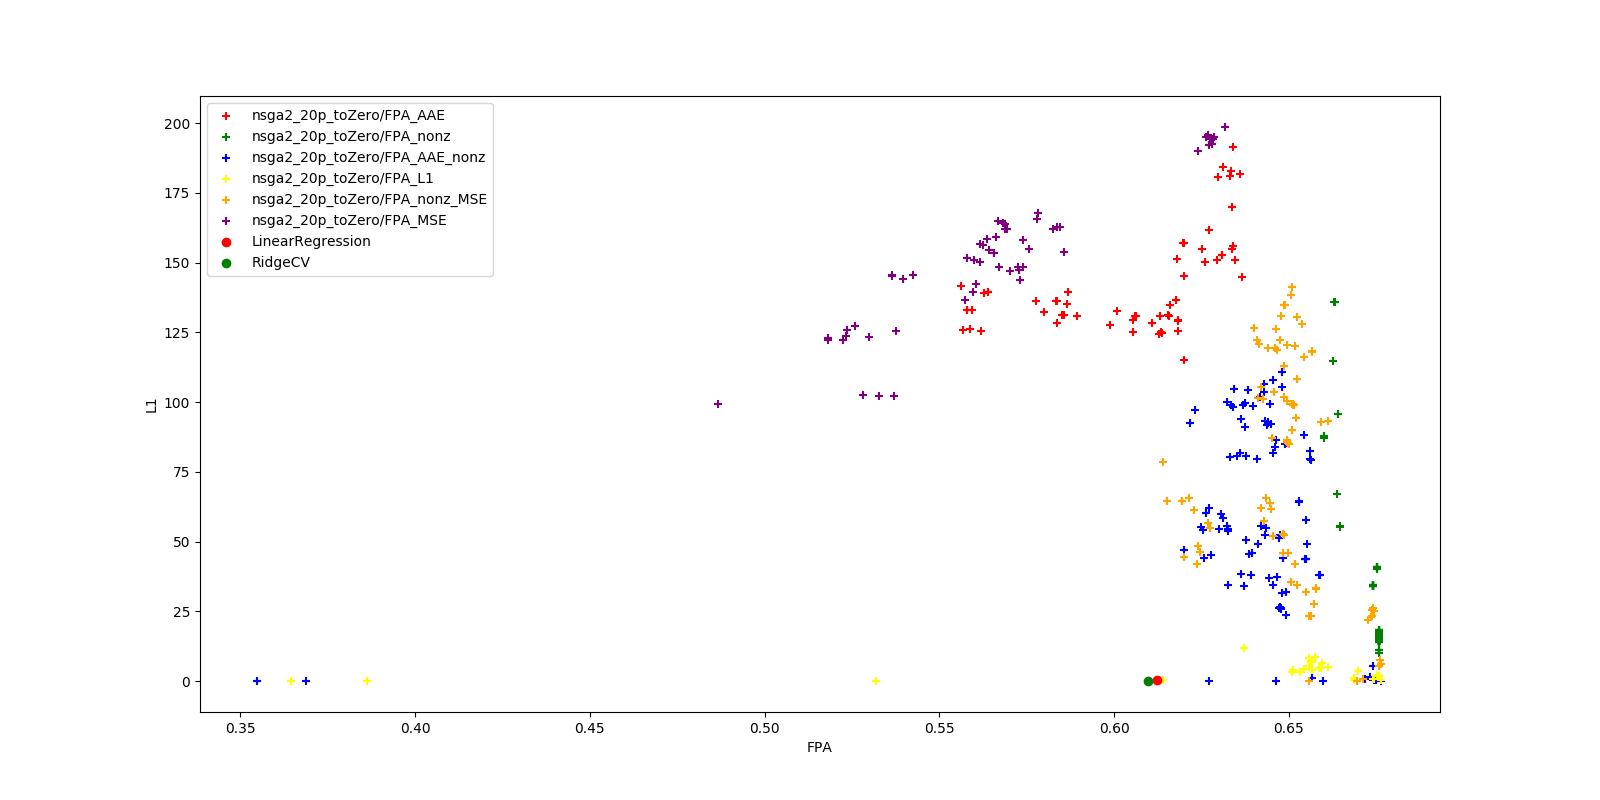 200
175
150
125
100
75
50
25
0
L1
nsga2_20p_toZero/FPA_AAE
nsga2_20p_toZero/FPA_nonz
nsga2_20p_toZero/FPA_AAE_nonz
nsga2_20p_toZero/FPA_L1
nsga2_20p_toZero/FPA_nonz_MSE
nsga2_20p_toZero/FPA_MSE
LinearRegression
RidgeCV
0.35 0.40 0.45 0.50 0.55 0.60 0.65
FPA